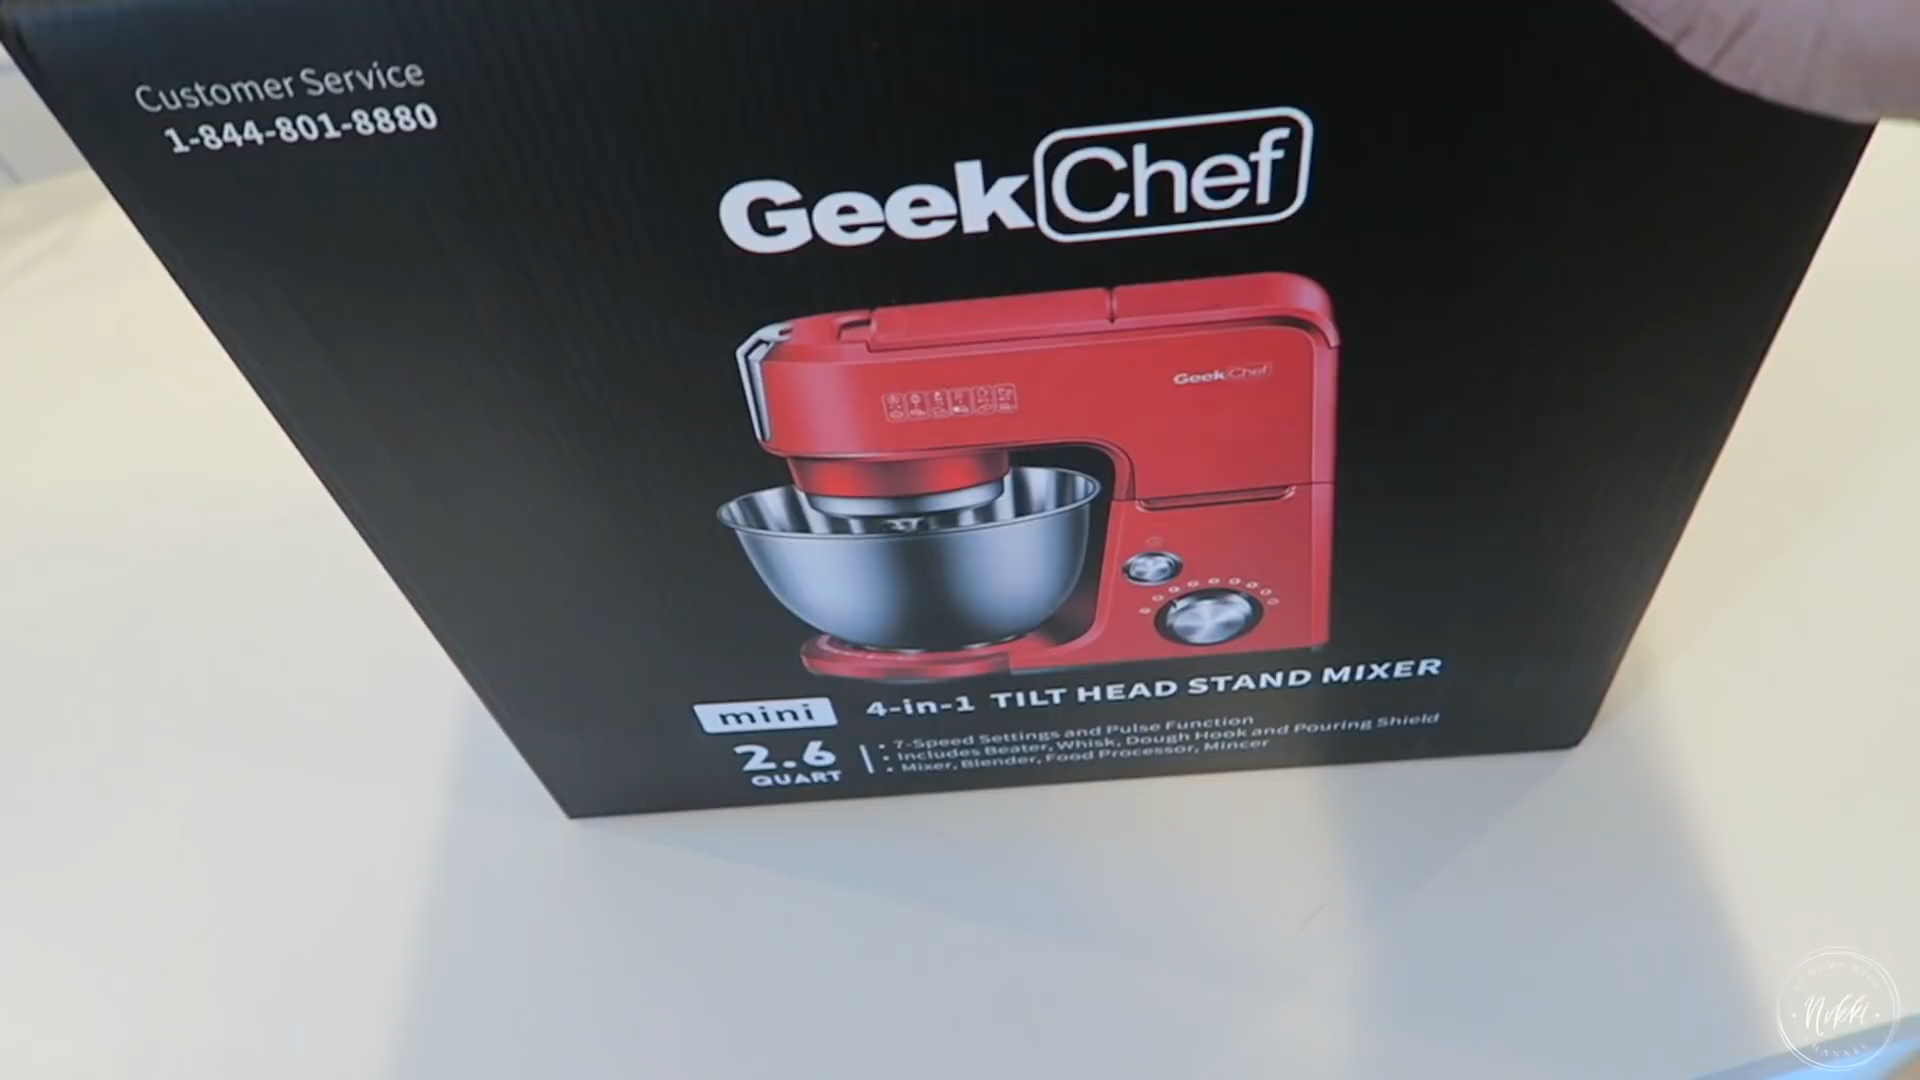 Customer Service
1-844-801-8880
GeekChef
GeekChef
mini 4-in-1 TILT HEAD STAND MIXER
2.6
QUART
• 7-Speed Settings and Pulse Function
• Includes Beater, Whisk, Dough Hook and Pouring Shield
• Mixer, Blender, Food Processor, Mincer
Nikki